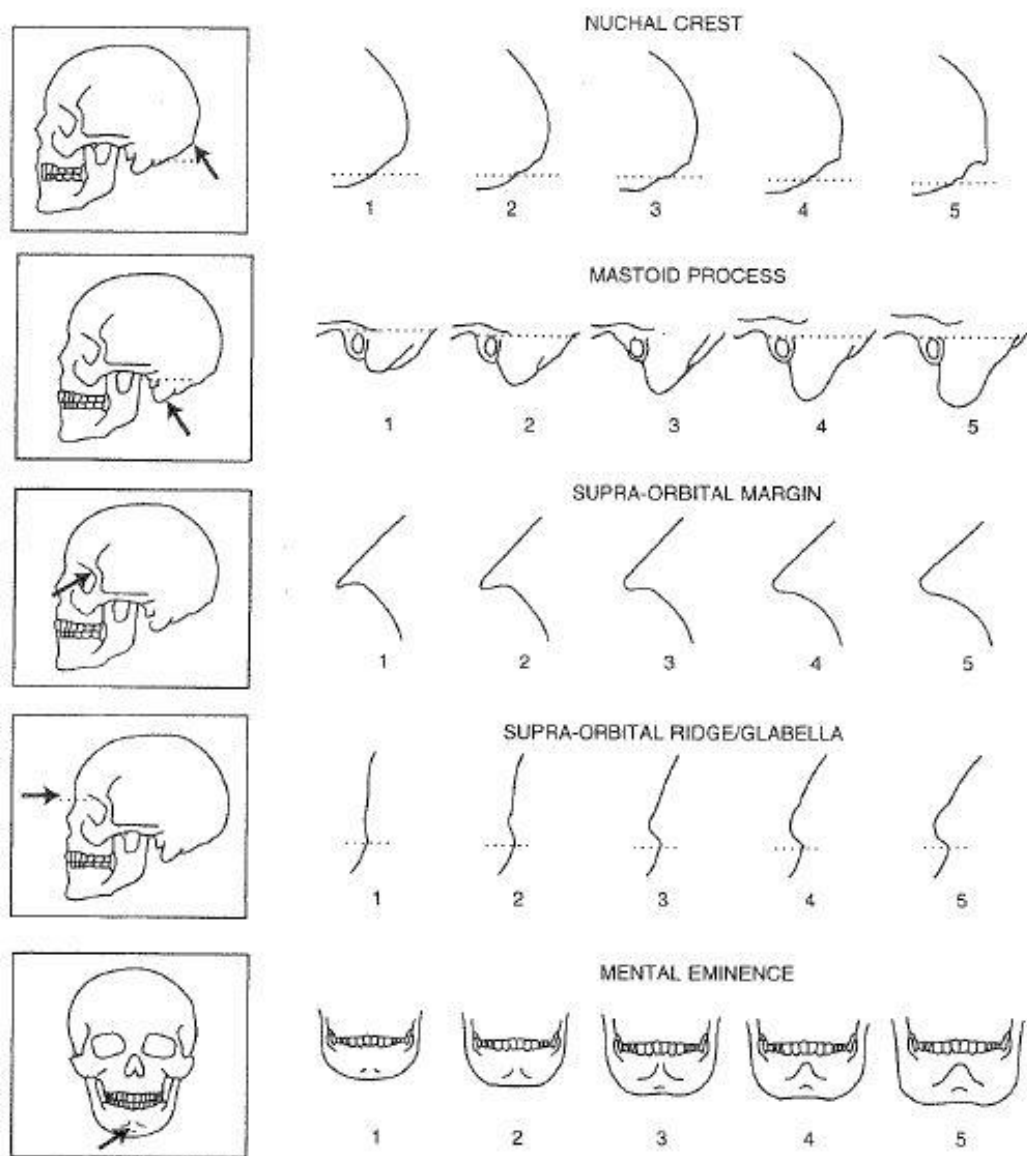 NUCHAL CREST
1 2 3 4 5
MASTOID PROCESS
1 2 3 4 5
SUPRA-ORBITAL MARGIN
1 2 3 4 5
SUPRA-ORBITAL RIDGE/GLABELLA
1 2 3 4 5
MENTAL EMINENCE
1 2 3 4 5